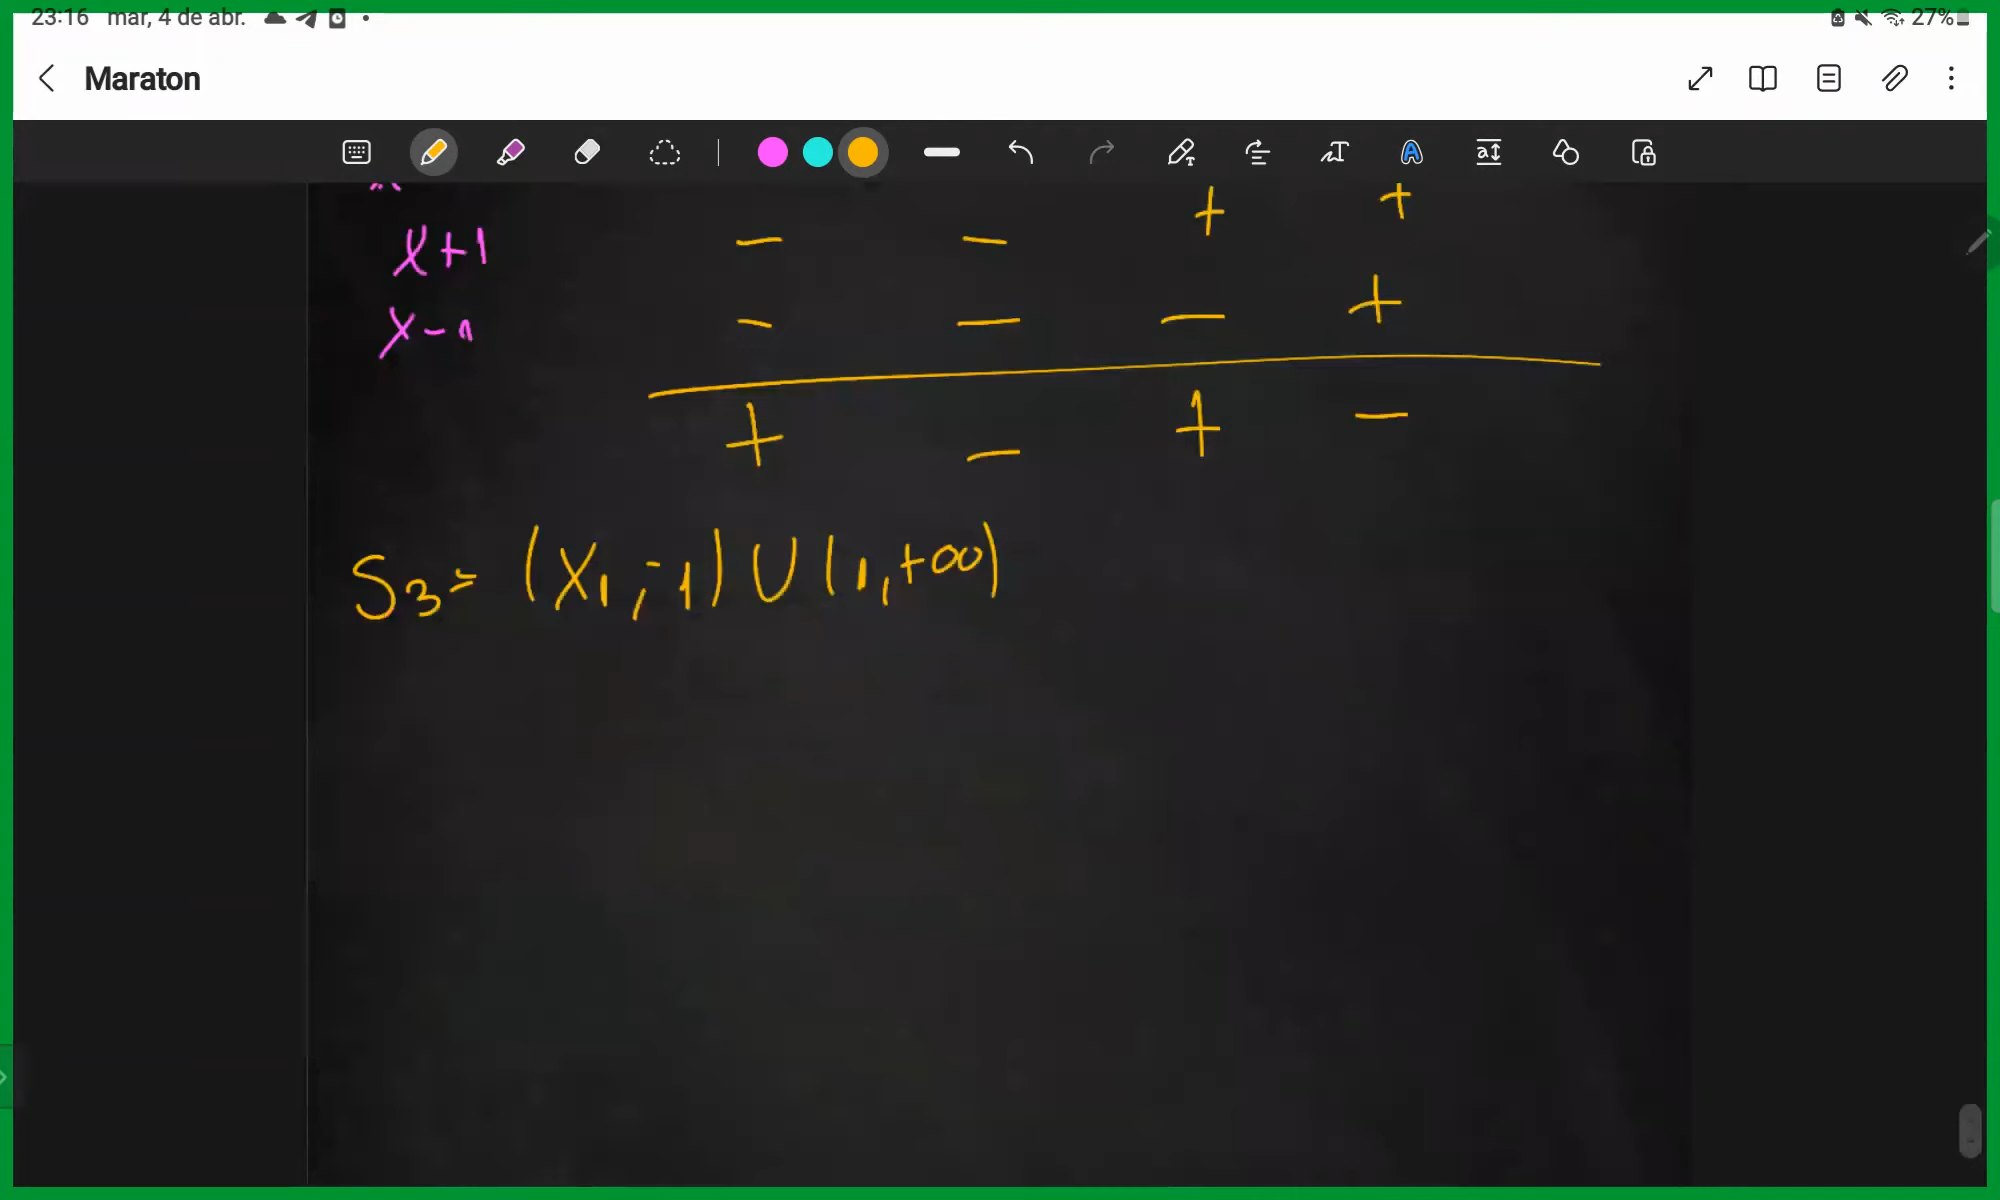 23:16 mar, 4 de abr. 27%
Maraton
+ +
x+1 − − 
x-1 − − − +
+ − + −
S₃= (x₁,-1) ∪ (1,+∞)